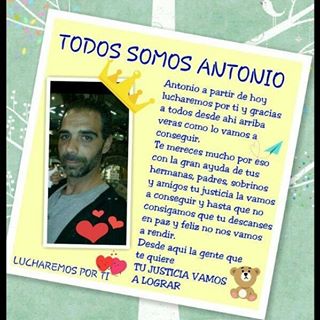 TODOS SOMOS ANTONIO
Antonio a partir de hoy
lucharemos por ti y gracias
a todos desde ahi arriba
veras como lo vamos a
conseguir.
Te mereces mucho por eso
con la gran ayuda de tus
hermanas, padres, sobrinos
y amigos tu justicia la vamos
a conseguir y hasta que no
consigamos que tu descanses
en paz y feliz no nos vamos
a rendir.
Desde aqui la gente que
te quiere
TU JUSTICIA VAMOS
A LOGRAR
LUCHAREMOS POR TI